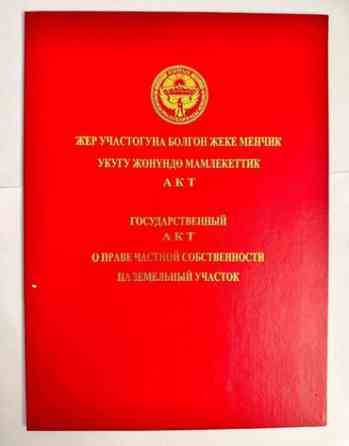 ЖЕР УЧАСТОГУНА БОЛГОН ЖЕКЕ МЕНЧИК
УКУГУ ЖӨНҮНДӨ МАМЛЕКЕТТИК
АКТ
ГОСУДАРСТВЕННЫЙ
АКТ
О ПРАВЕ ЧАСТНОЙ СОБСТВЕННОСТИ
НА ЗЕМЕЛЬНЫЙ УЧАСТОК